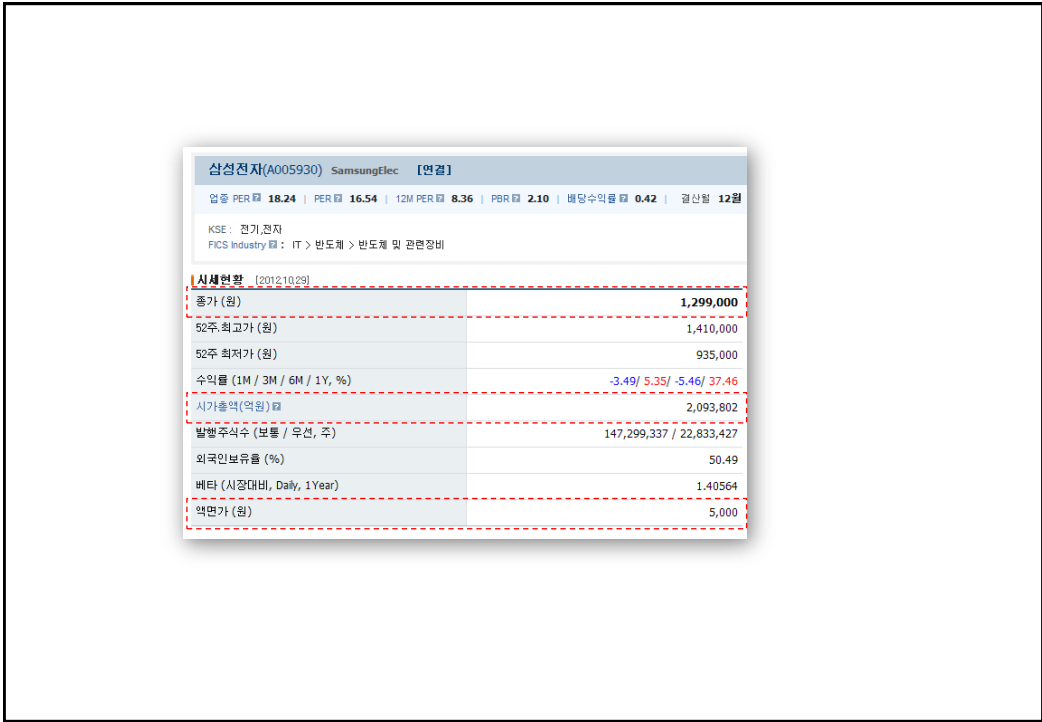 삼성전자(A005930) SamsungElec [연결]
업종 PER 18.24 | PER 16.54 | 12M PER 8.36 | PBR 2.10 | 배당수익률 0.42 | 결산월 12월
KSE : 전기,전자
FICS Industry : IT > 반도체 > 반도체 및 관련장비
시세현황 [2012,10,29]
종가 (원) 1,299,000
52주.최고가 (원) 1,410,000
52주 최저가 (원) 935,000
수익률 (1M / 3M / 6M / 1Y, %) -3.49/ 5.35/ -5.46/ 37.46
시가총액(억원) 2,093,802
발행주식수 (보통 / 우선, 주) 147,299,337 / 22,833,427
외국인보유율 (%) 50.49
베타 (시장대비, Daily, 1Year) 1.40564
액면가 (원) 5,000